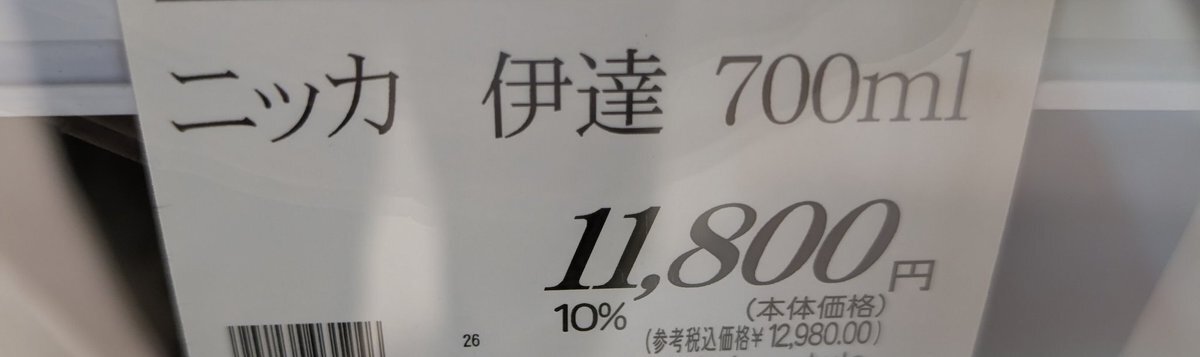 ニッカ 伊達 700ml
11,800円
10% (本体価格)
26 (参考税込価格¥12,980.00)